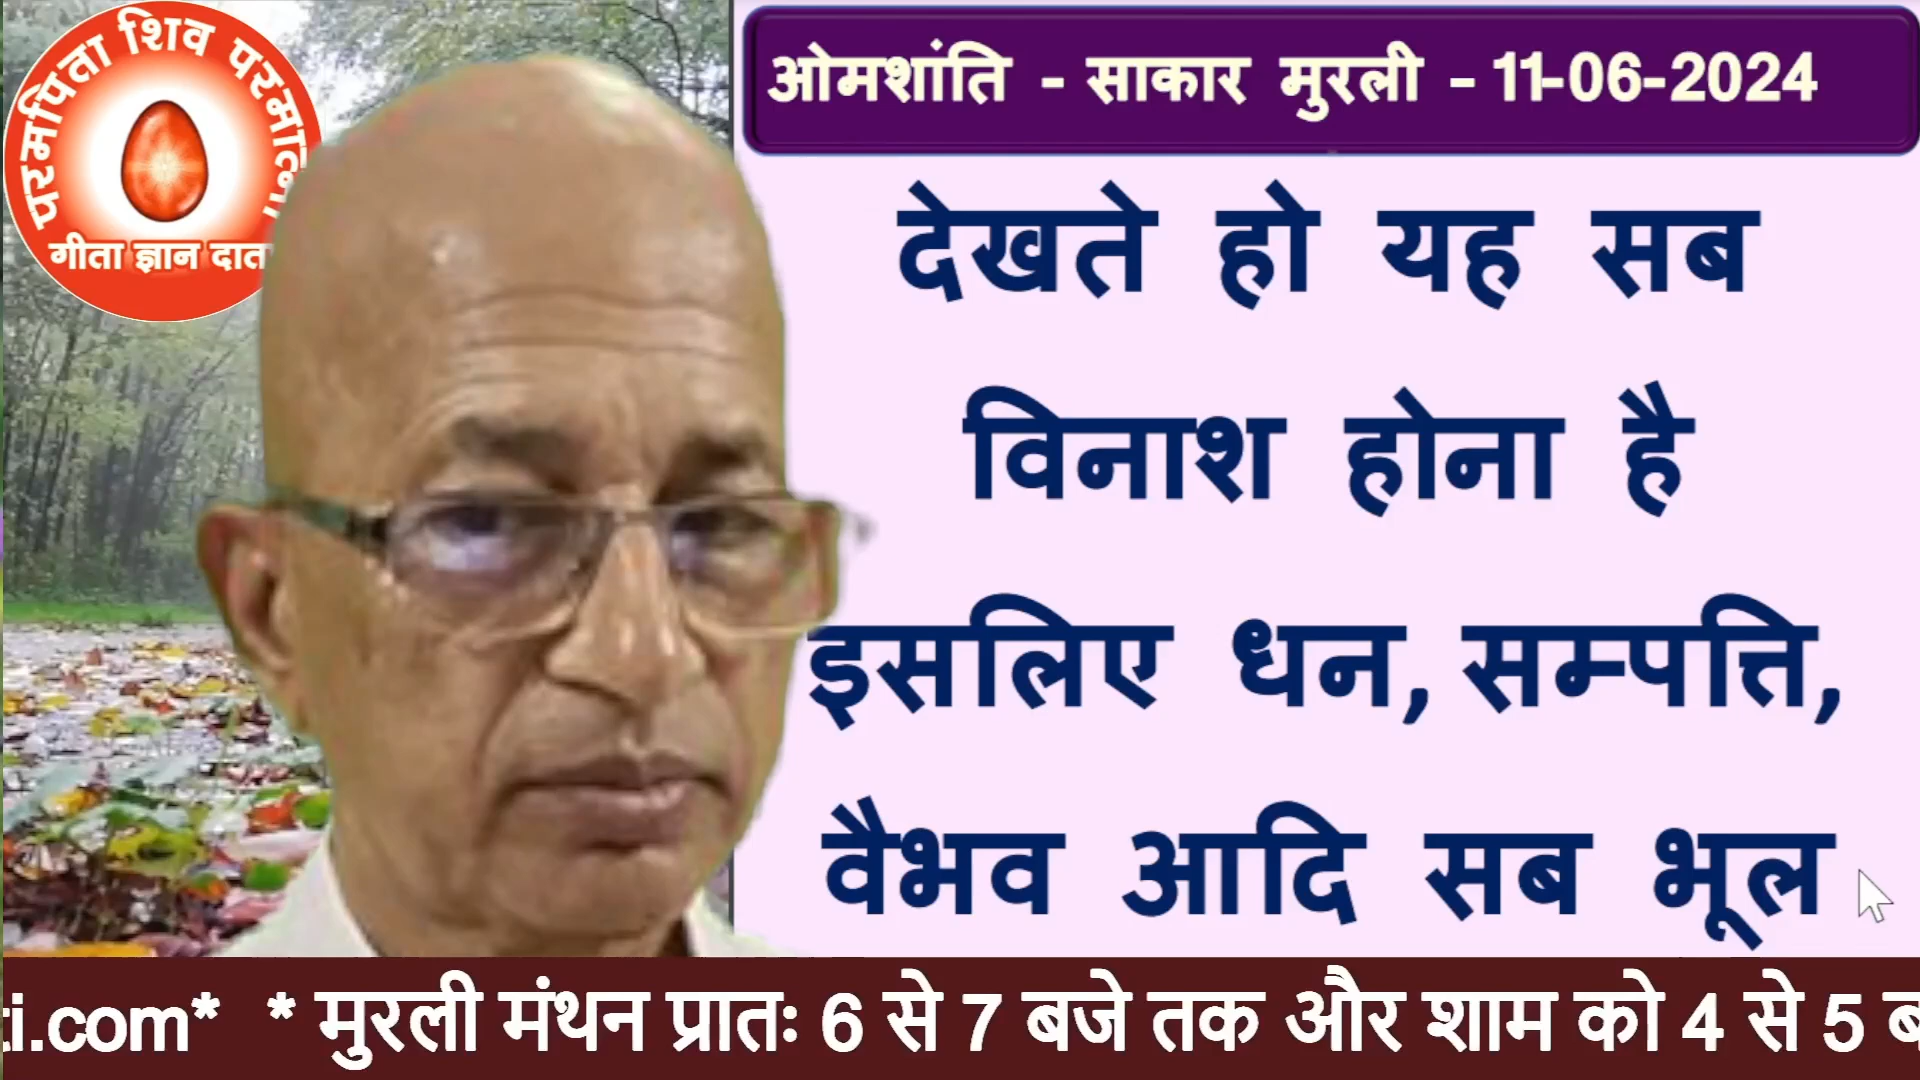 परमपिता शिव
गीता ज्ञान
ओमशांति - साकार मुरली - 11-06-2024
देखते हो यह सब
विनाश होना है
इसलिए धन, सम्पत्ति,
वैभव आदि सब भूल
ti.com* * मुरली मंथन प्रातः 6 से 7 बजे तक और शाम को 4 से 5